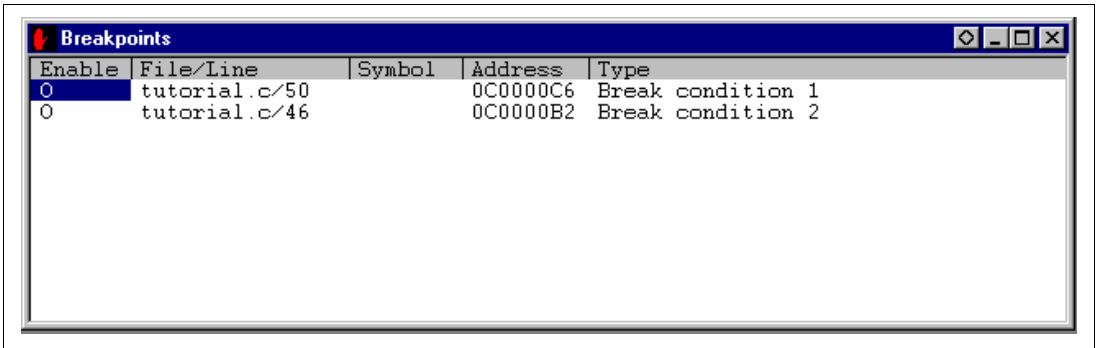 Breakpoints
Enable File/Line Symbol Address Type
O tutorial.c/50 0C0000C6 Break condition 1
O tutorial.c/46 0C0000B2 Break condition 2